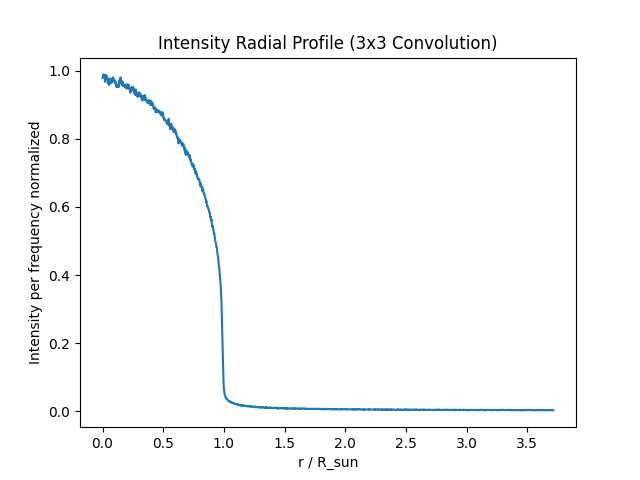 Intensity Radial Profile (3x3 Convolution)
Intensity per frequency normalized
1.0
0.8
0.6
0.4
0.2
0.0
0.0 0.5 1.0 1.5 2.0 2.5 3.0 3.5
r / R_sun